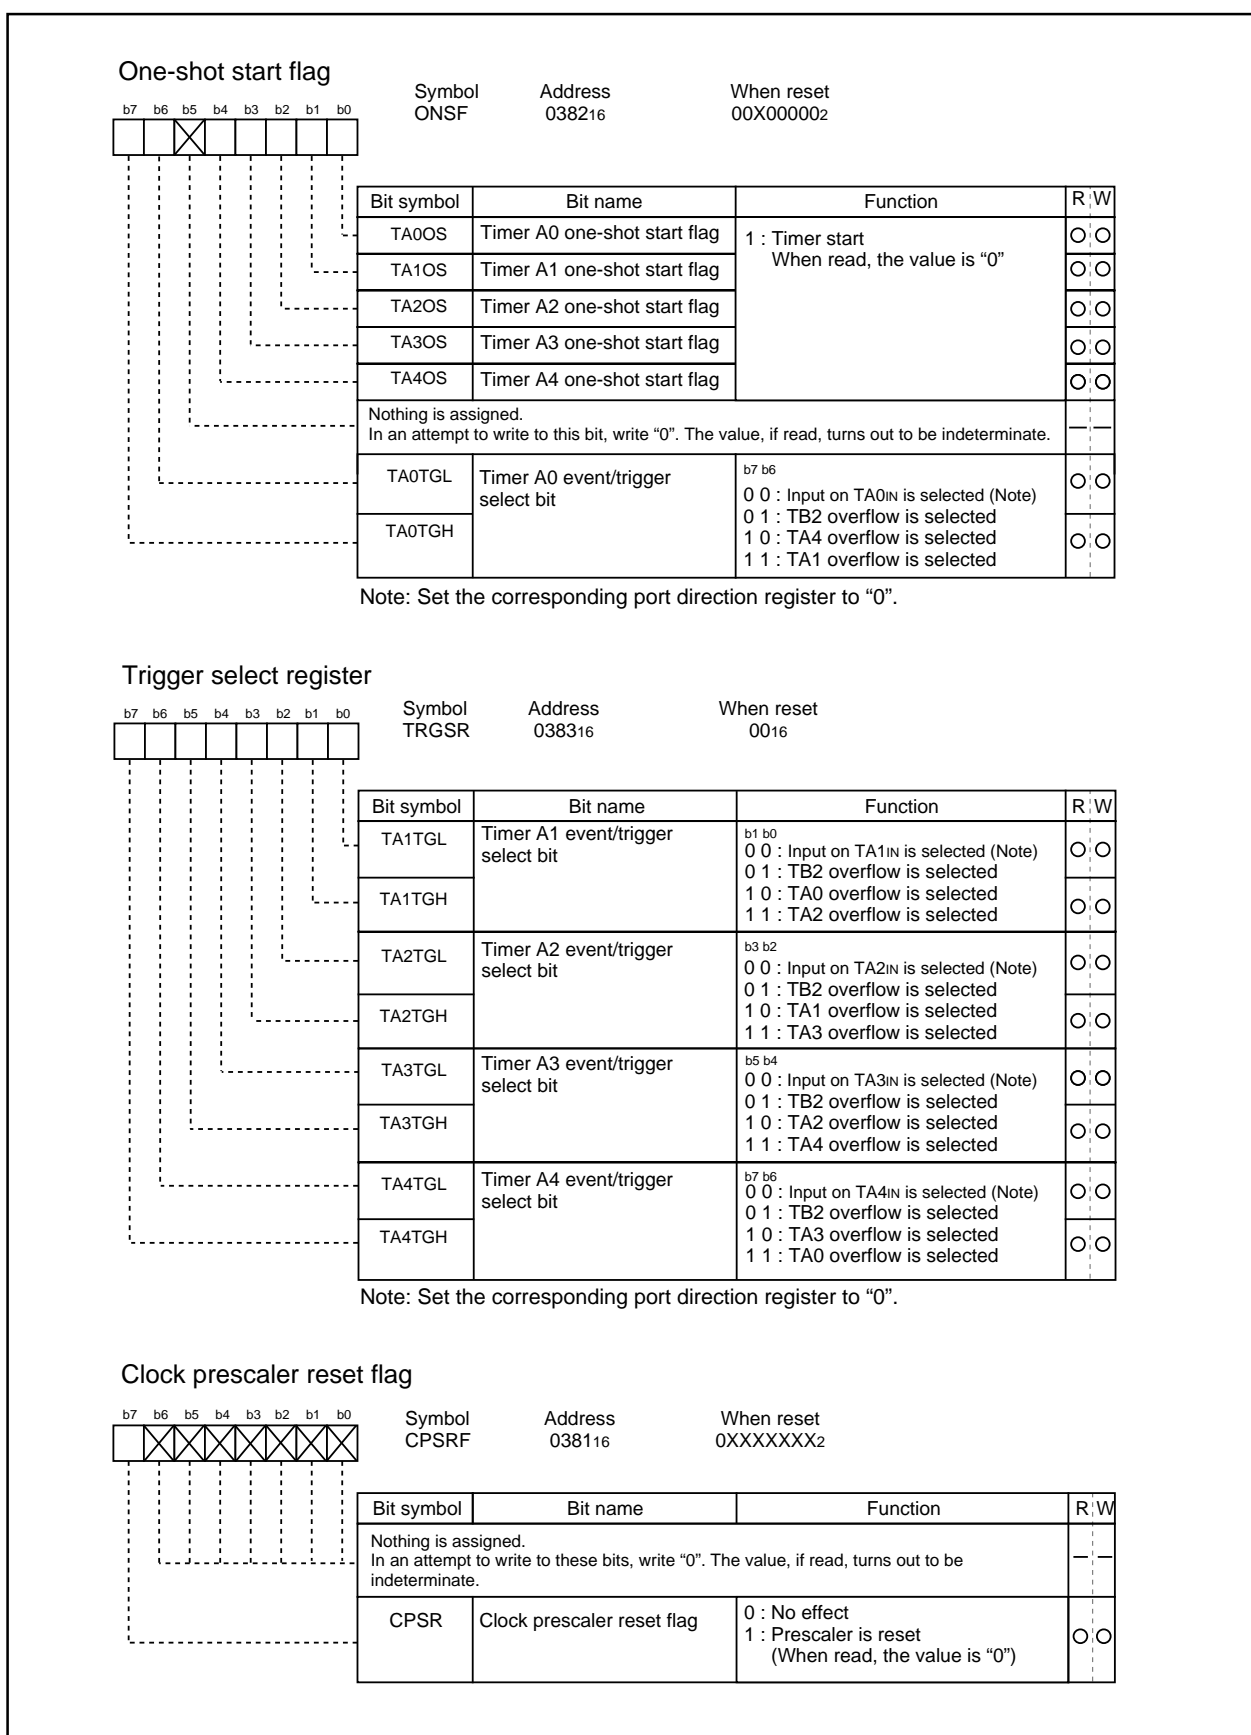 One-shot start flag
Symbol Address When reset
ONSF 038216 00X000002
b7 b6 b5 b4 b3 b2 b1 b0
Bit symbol Bit name Function R W
TA0OS Timer A0 one-shot start flag 1 : Timer start
When read, the value is “0”
TA1OS Timer A1 one-shot start flag
TA2OS Timer A2 one-shot start flag
TA3OS Timer A3 one-shot start flag
TA4OS Timer A4 one-shot start flag
Nothing is assigned.
In an attempt to write to this bit, write “0”. The value, if read, turns out to be indeterminate.
TA0TGL Timer A0 event/trigger b7 b6
select bit 0 0 : Input on TA0IN is selected (Note)
0 1 : TB2 overflow is selected
TA0TGH 1 0 : TA4 overflow is selected
1 1 : TA1 overflow is selected
Note: Set the corresponding port direction register to “0”.
Trigger select register
Symbol Address When reset
TRGSR 038316 0016
b7 b6 b5 b4 b3 b2 b1 b0
Bit symbol Bit name Function R W
TA1TGL Timer A1 event/trigger b1 b0
select bit 0 0 : Input on TA1IN is selected (Note)
0 1 : TB2 overflow is selected
TA1TGH 1 0 : TA0 overflow is selected
1 1 : TA2 overflow is selected
TA2TGL Timer A2 event/trigger b3 b2
select bit 0 0 : Input on TA2IN is selected (Note)
0 1 : TB2 overflow is selected
TA2TGH 1 0 : TA1 overflow is selected
1 1 : TA3 overflow is selected
TA3TGL Timer A3 event/trigger b5 b4
select bit 0 0 : Input on TA3IN is selected (Note)
0 1 : TB2 overflow is selected
TA3TGH 1 0 : TA2 overflow is selected
1 1 : TA4 overflow is selected
TA4TGL Timer A4 event/trigger b7 b6
select bit 0 0 : Input on TA4IN is selected (Note)
0 1 : TB2 overflow is selected
TA4TGH 1 0 : TA3 overflow is selected
1 1 : TA0 overflow is selected
Note: Set the corresponding port direction register to “0”.
Clock prescaler reset flag
Symbol Address When reset
CPSRF 038116 0XXXXXXX2
b7 b6 b5 b4 b3 b2 b1 b0
Bit symbol Bit name Function R W
Nothing is assigned.
In an attempt to write to these bits, write “0”. The value, if read, turns out to be
indeterminate.
CPSR Clock prescaler reset flag 0 : No effect
1 : Prescaler is reset
(When read, the value is “0”)